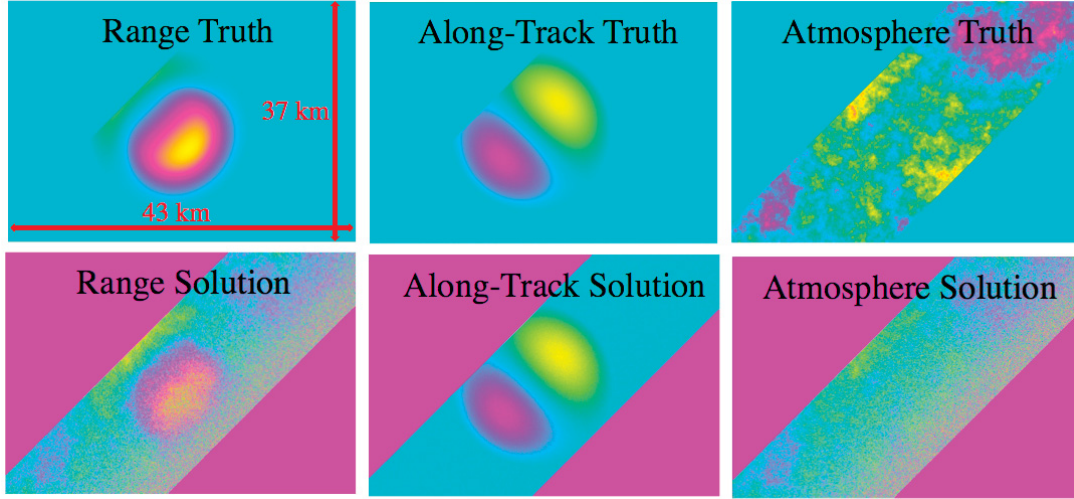 Range Truth
Along-Track Truth
Atmosphere Truth
37 km
43 km
Range Solution
Along-Track Solution
Atmosphere Solution